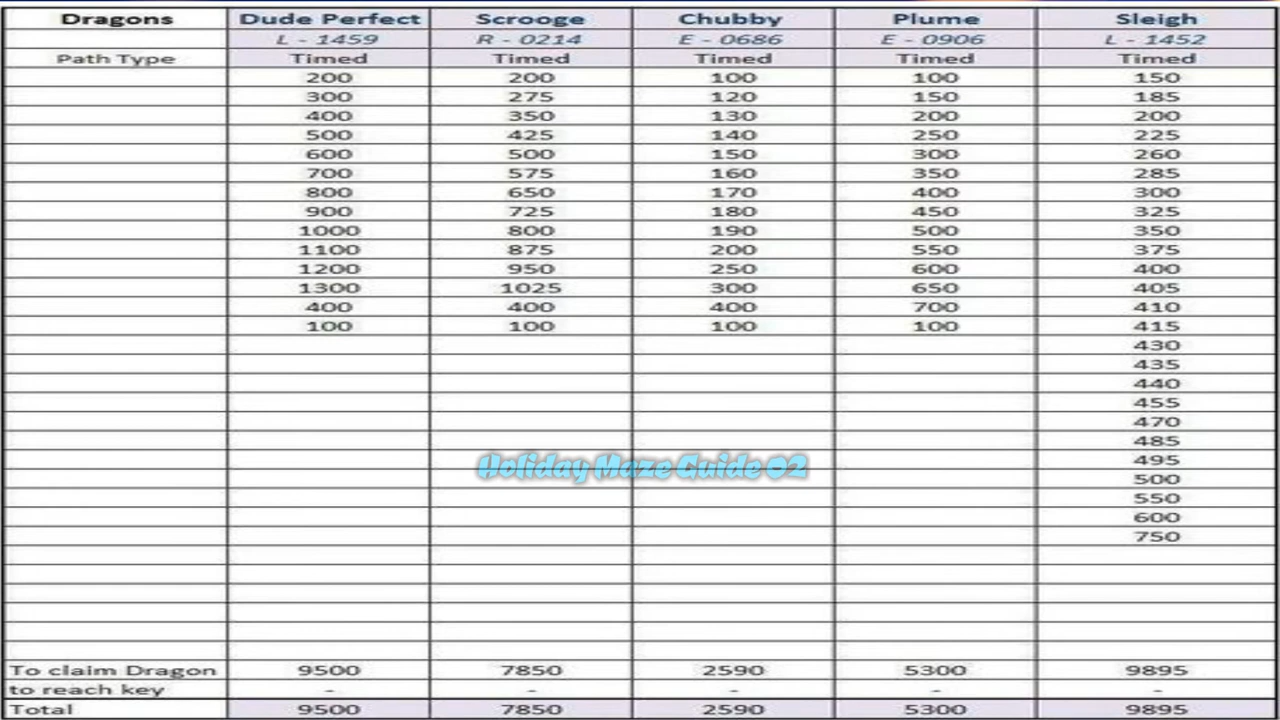 Dragons Dude Perfect Scrooge Chubby Plume Sleigh
L - 1459 R - 0214 E - 0686 E - 0906 L - 1452
Path Type Timed Timed Timed Timed Timed
200 200 100 100 150
300 275 120 150 185
400 350 130 200 200
500 425 140 250 225
600 500 150 300 260
700 575 160 350 285
800 650 170 400 300
900 725 180 450 325
1000 800 190 500 350
1100 875 200 550 375
1200 950 250 600 400
1300 1025 300 650 405
400 400 400 700 410
100 100 100 100 415
430
435
440
455
470
485
Holiday Maze Guide 02 495
500
550
600
750
To claim Dragon 9500 7850 2590 5300 9895
to reach key - - - - -
Total 9500 7850 2590 5300 9895